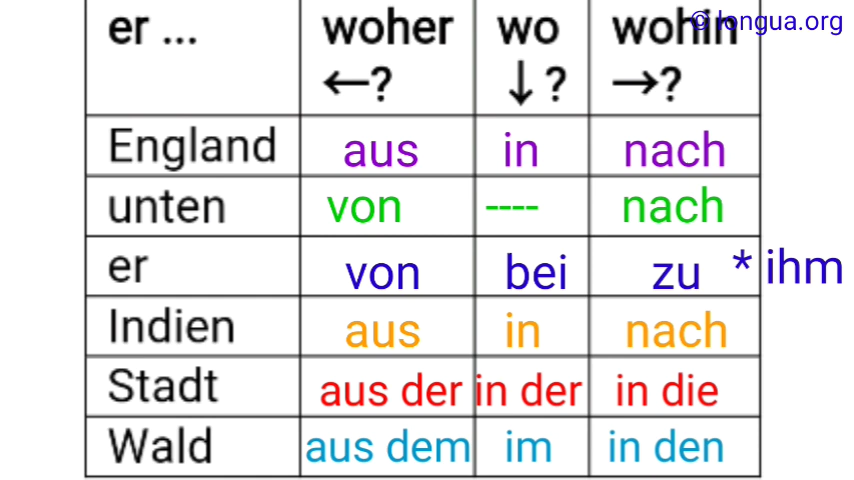 © longua.org
er ... woher wo wohin
←? ↓? →?
England aus in nach
unten von ---- nach
er von bei zu * ihm
Indien aus in nach
Stadt aus der in der in die
Wald aus dem im in den